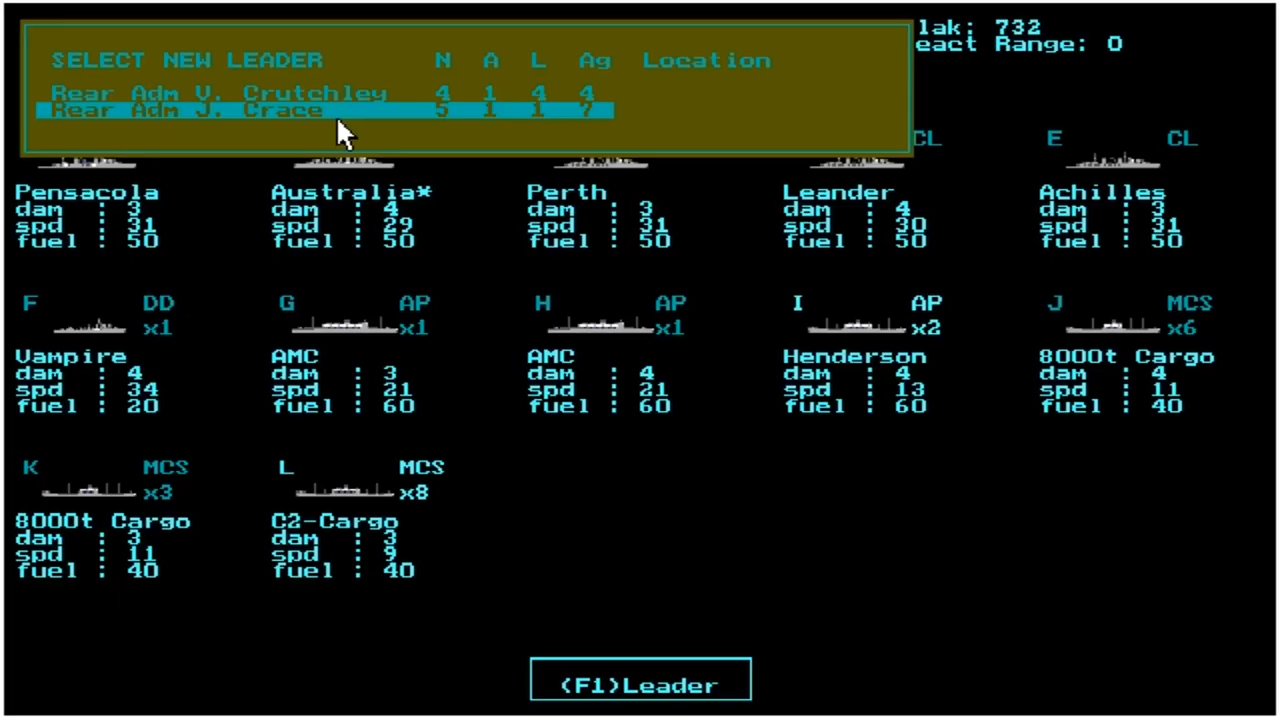 lak: 732
eact Range: 0
SELECT NEW LEADER N A L Ag Location
Rear Adm V. Crutchley 4 1 4 4
Rear Adm J. Crace 5 1 1 7
CL E CL
Pensacola Australia* Perth Leander Achilles
dam : 3 dam : 4 dam : 3 dam : 4 dam : 3
spd : 31 spd : 29 spd : 31 spd : 30 spd : 31
fuel : 50 fuel : 50 fuel : 50 fuel : 50 fuel : 50
F DD G AP H AP I AP J MCS
x1 x1 x1 x2 x6
Vampire AMC AMC Henderson 8000t Cargo
dam : 4 dam : 3 dam : 4 dam : 4 dam : 4
spd : 34 spd : 21 spd : 21 spd : 13 spd : 11
fuel : 20 fuel : 60 fuel : 60 fuel : 60 fuel : 40
K MCS L MCS
x3 x8
8000t Cargo C2-Cargo
dam : 3 dam : 3
spd : 11 spd : 9
fuel : 40 fuel : 40
(F1)Leader